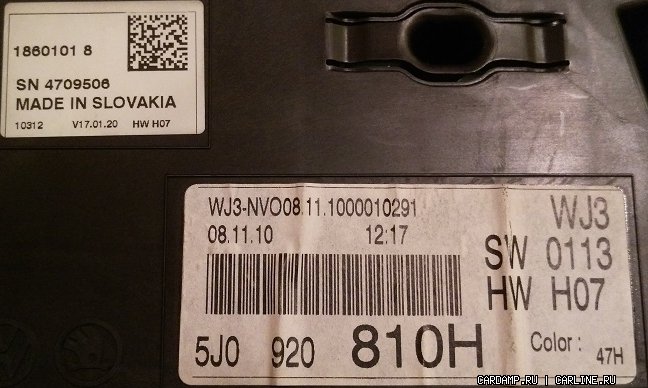 1860101 8
SN 4709506
MADE IN SLOVAKIA
10312 V17.01.20 HW H07
WJ3-NVO08.11.1000010291
08.11.10 12:17
WJ3
SW 0113
HW H07
5J0 920 810H
Color : 47H
CARDAMP.RU | CARLINE.RU